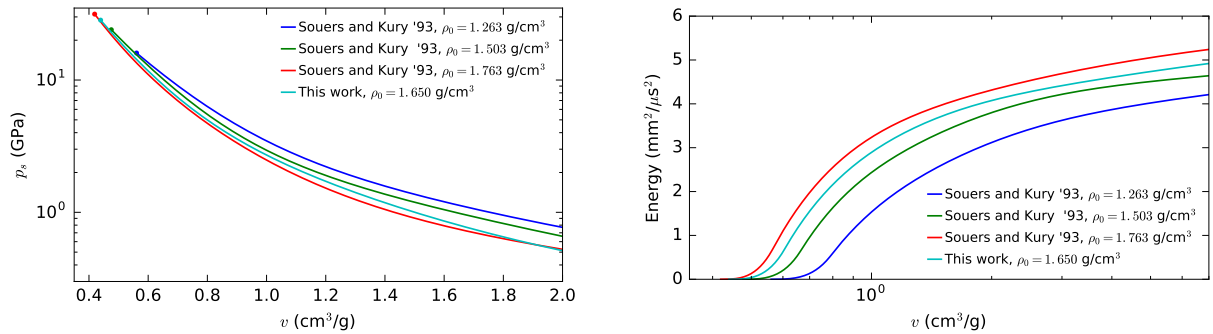 Souers and Kury '93, ρ₀ = 1.263 g/cm³
Souers and Kury '93, ρ₀ = 1.503 g/cm³
Souers and Kury '93, ρ₀ = 1.763 g/cm³
This work, ρ₀ = 1.650 g/cm³
10¹
10⁰
pₛ (GPa)
0.4 0.6 0.8 1.0 1.2 1.4 1.6 1.8 2.0
v (cm³/g)
6
5
4
3
2
1
0
Energy (mm²/μs²)
Souers and Kury '93, ρ₀ = 1.263 g/cm³
Souers and Kury '93, ρ₀ = 1.503 g/cm³
Souers and Kury '93, ρ₀ = 1.763 g/cm³
This work, ρ₀ = 1.650 g/cm³
10⁰
v (cm³/g)